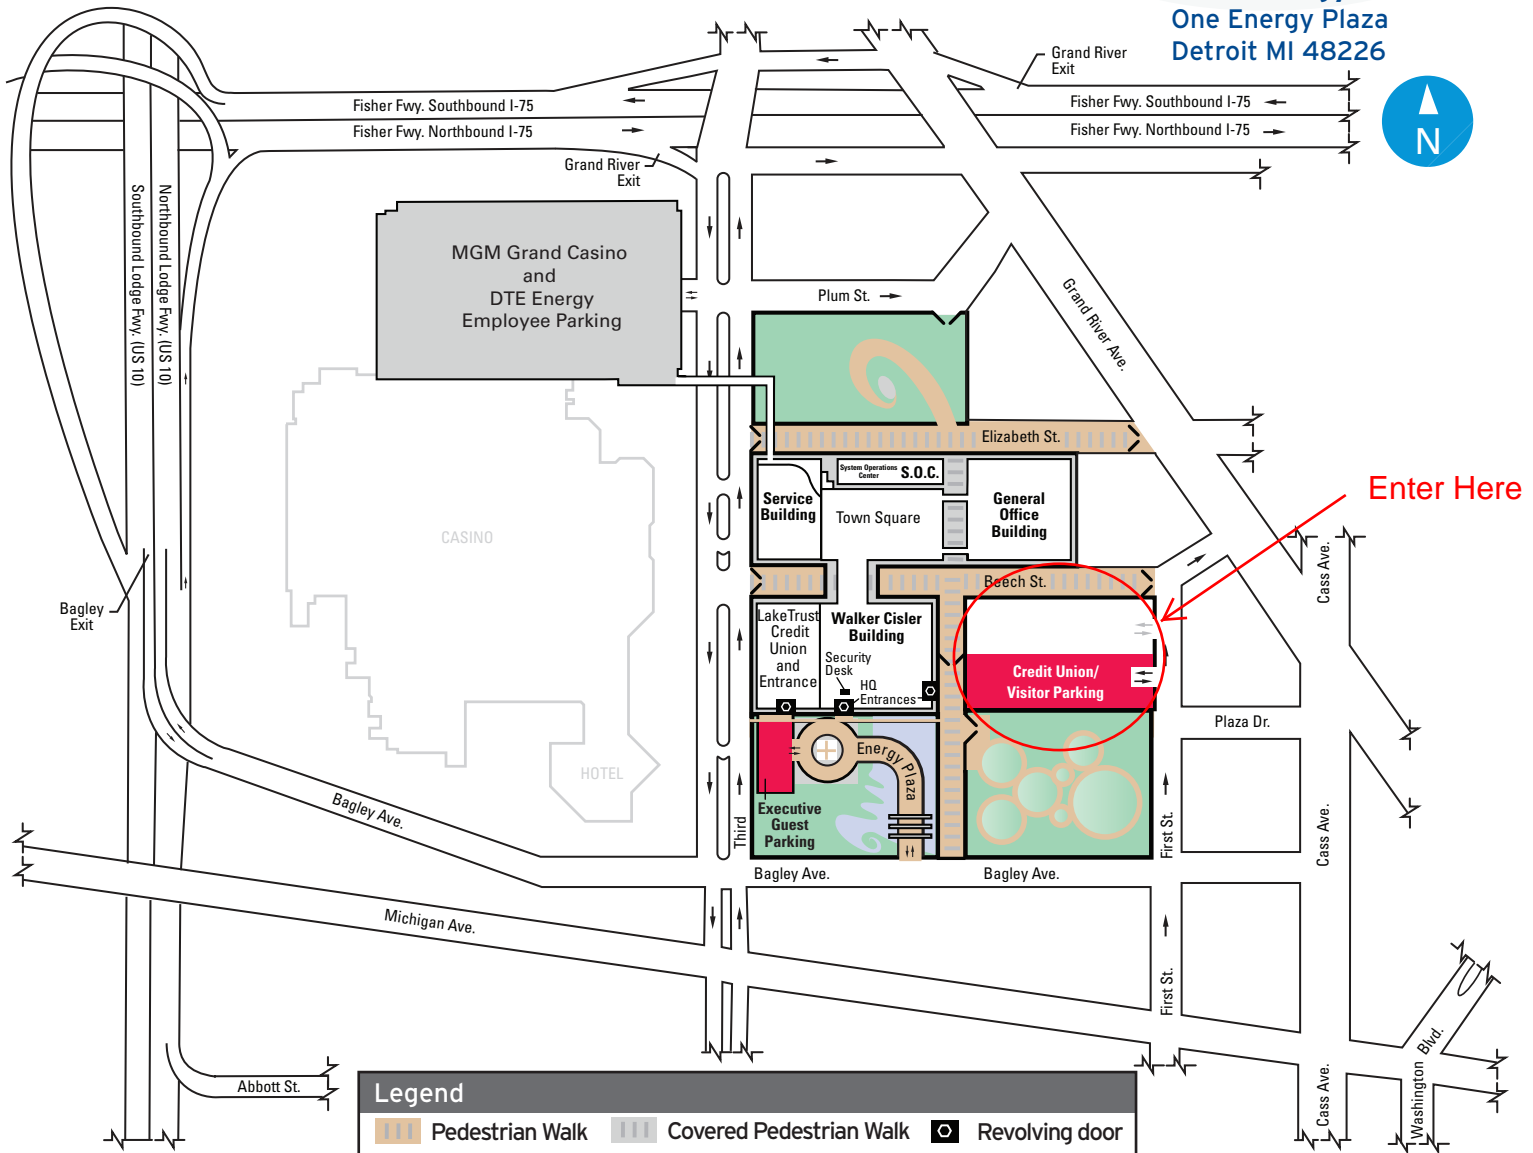 One Energy Plaza
Detroit MI 48226
N
Grand River
Exit
Fisher Fwy. Southbound I-75
Fisher Fwy. Southbound I-75
Fisher Fwy. Northbound I-75
Fisher Fwy. Northbound I-75
Grand River
Exit
Southbound Lodge Fwy. (US 10)
Northbound Lodge Fwy. (US 10)
MGM Grand Casino
and
DTE Energy
Employee Parking
Plum St.
Grand River Ave.
Elizabeth St.
System Operations
Center
S.O.C.
Service
Building
Town Square
General
Office
Building
Enter Here
CASINO
Cass Ave.
Beech St.
Bagley
Exit
LakeTrust
Credit
Union
and
Entrance
Walker Cisler
Building
Security
Desk
HQ
Entrances
Credit Union/
Visitor Parking
Plaza Dr.
Energy Plaza
HOTEL
Bagley Ave.
Executive
Guest
Parking
Third
First St.
Cass Ave.
Bagley Ave.
Bagley Ave.
Michigan Ave.
First St.
Washington Blvd.
Cass Ave.
Abbott St.
Legend
Pedestrian Walk
Covered Pedestrian Walk
Revolving door